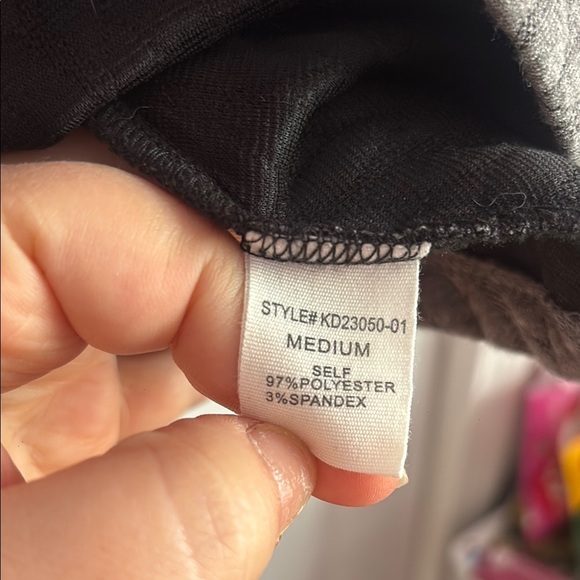 STYLE# KD23050-01
MEDIUM
SELF
97%POLYESTER
3%SPANDEX